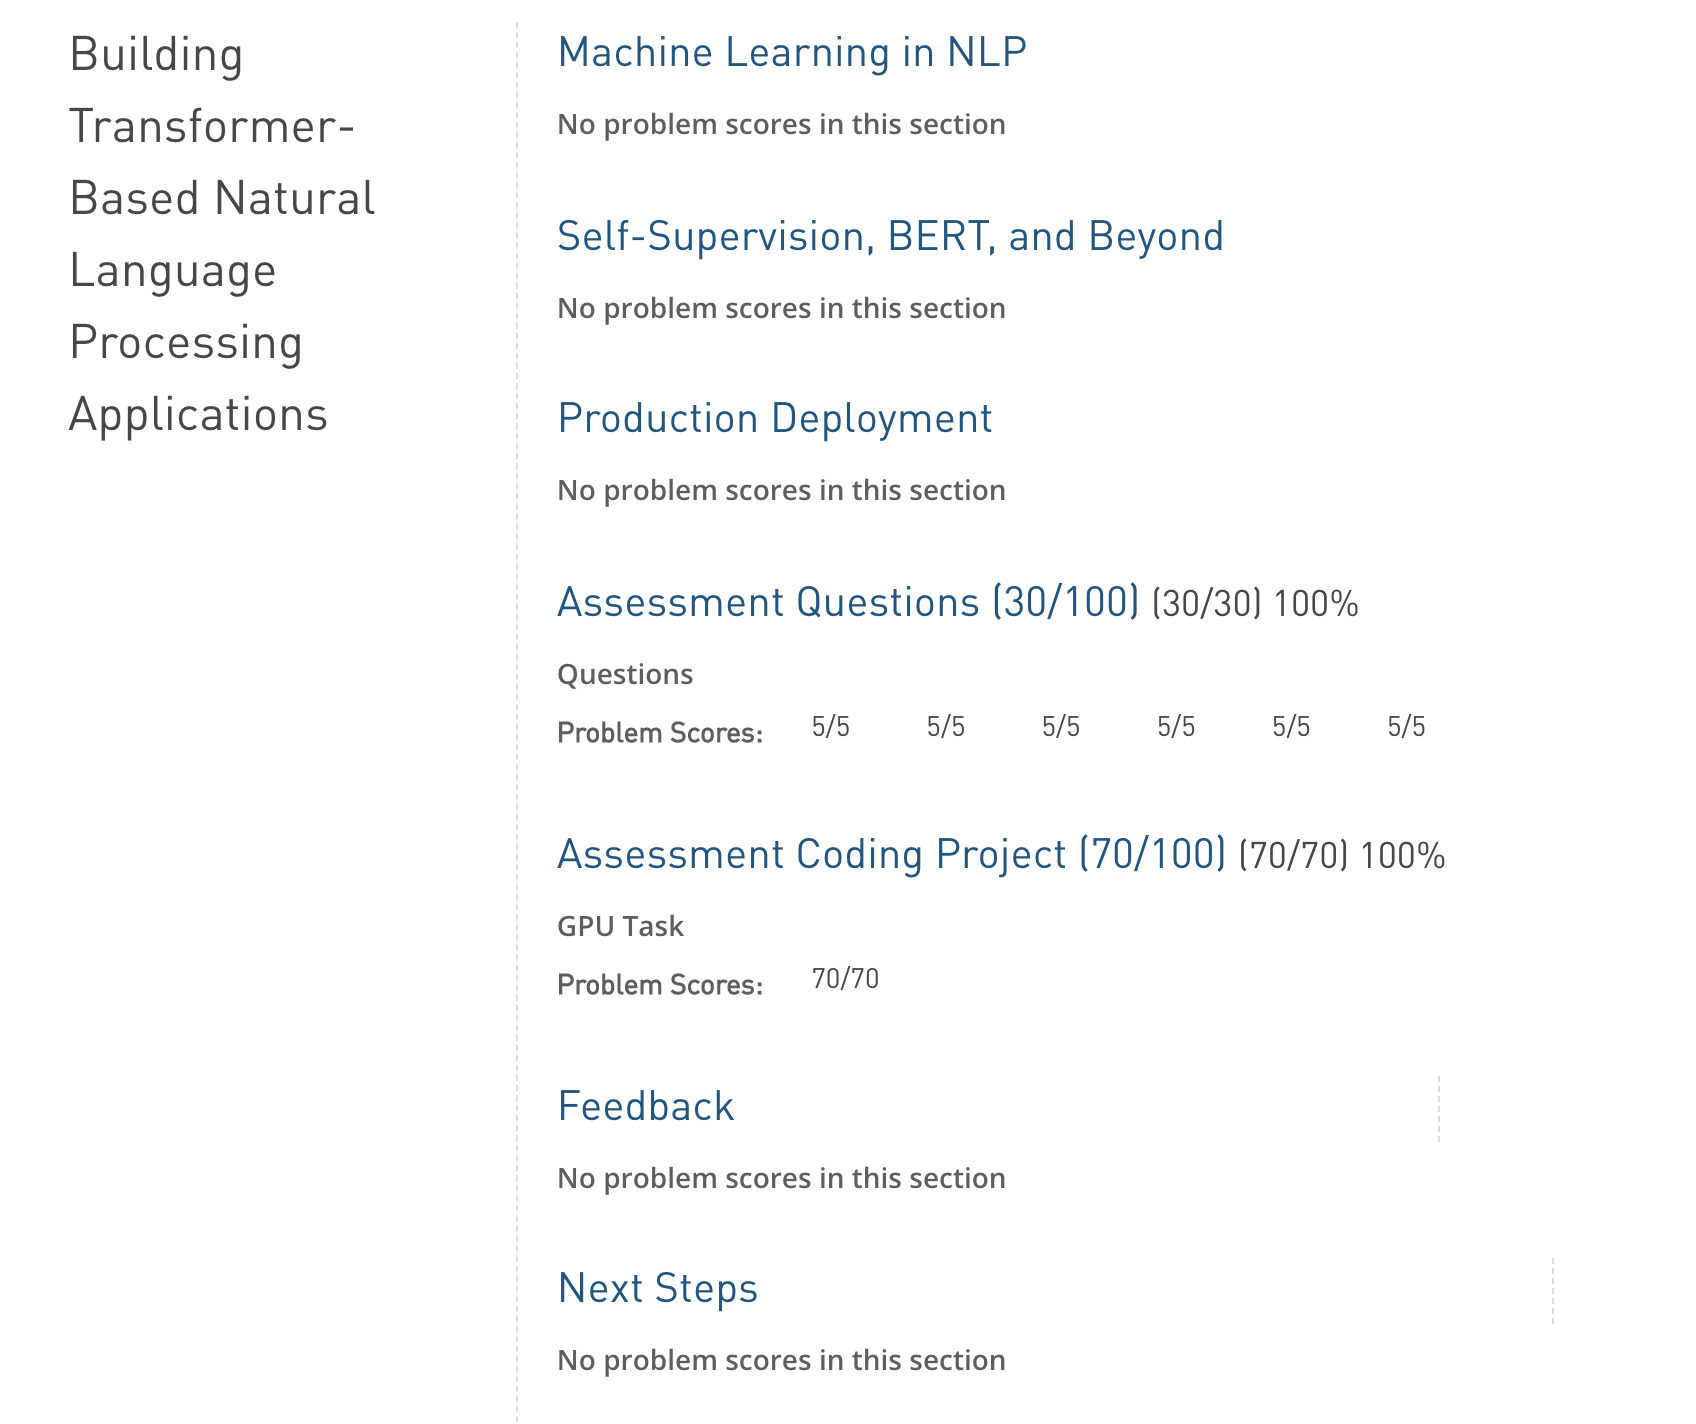 Building
Transformer-
Based Natural
Language
Processing
Applications
Machine Learning in NLP
No problem scores in this section
Self-Supervision, BERT, and Beyond
No problem scores in this section
Production Deployment
No problem scores in this section
Assessment Questions (30/100) (30/30) 100%
Questions
Problem Scores: 5/5 5/5 5/5 5/5 5/5 5/5
Assessment Coding Project (70/100) (70/70) 100%
GPU Task
Problem Scores: 70/70
Feedback
No problem scores in this section
Next Steps
No problem scores in this section